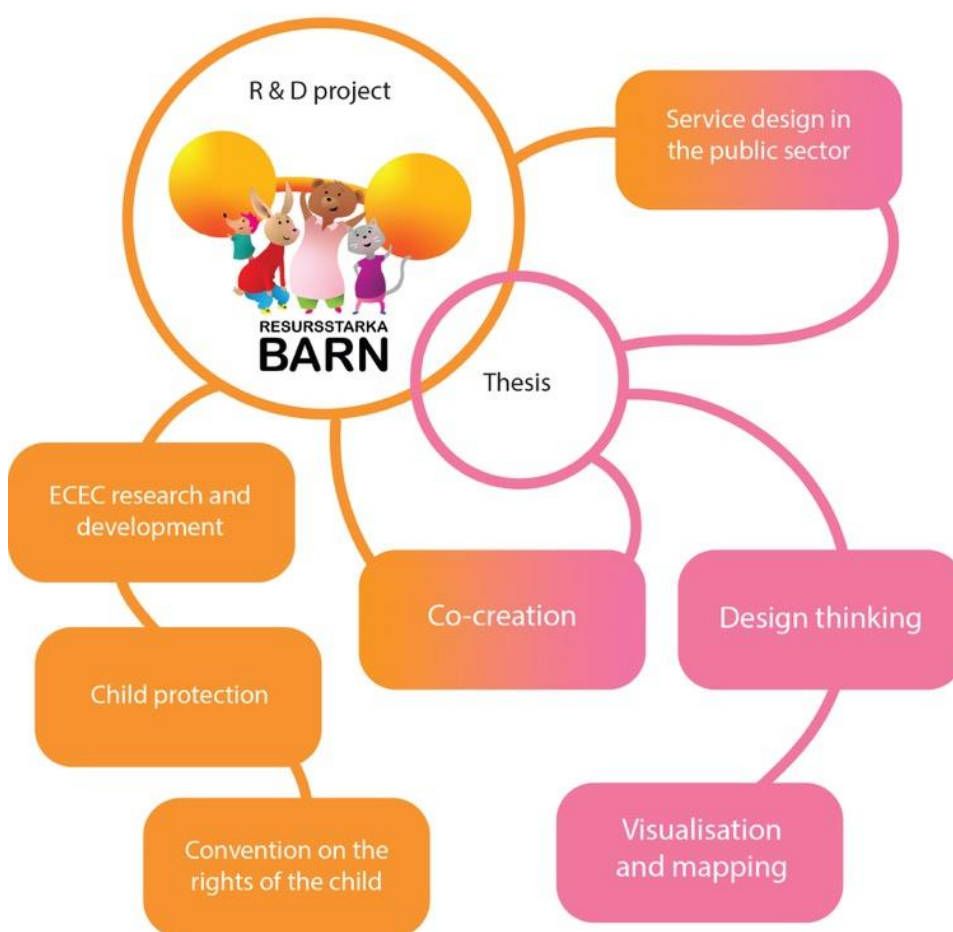 R & D project
RESURSSTARKA
BARN
Service design in
the public sector
Thesis
ECEC research and
development
Co-creation
Design thinking
Child protection
Visualisation
and mapping
Convention on the
rights of the child